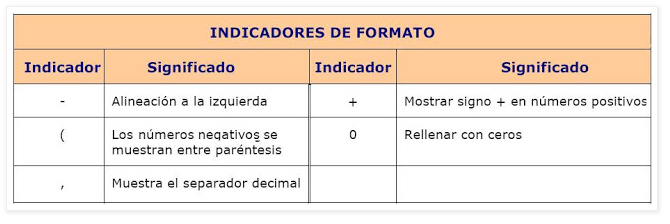 INDICADORES DE FORMATO
Indicador Significado Indicador Significado
- Alineación a la izquierda + Mostrar signo + en números positivos
( Los números negativos se muestran entre paréntesis 0 Rellenar con ceros
, Muestra el separador decimal